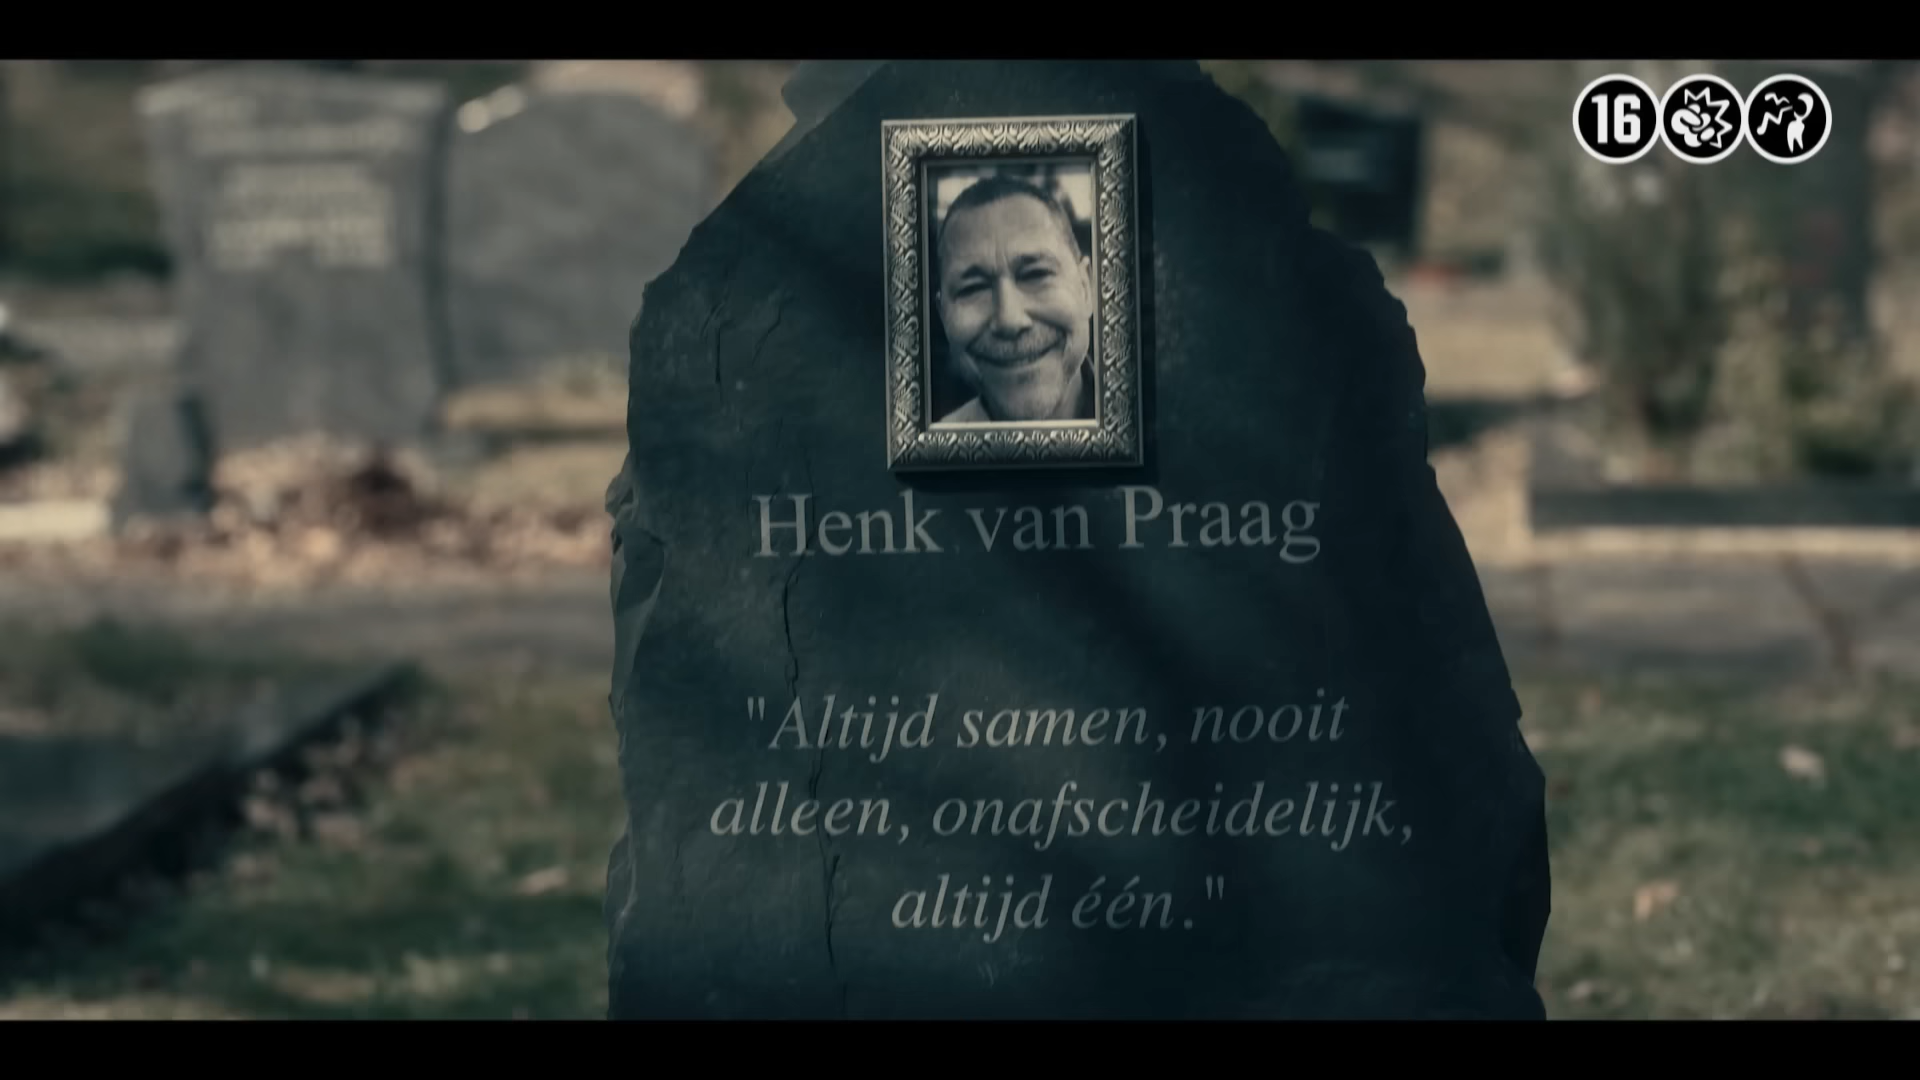 16
Henk van Praag
"Altijd samen, nooit
alleen, onafscheidelijk,
altijd één."